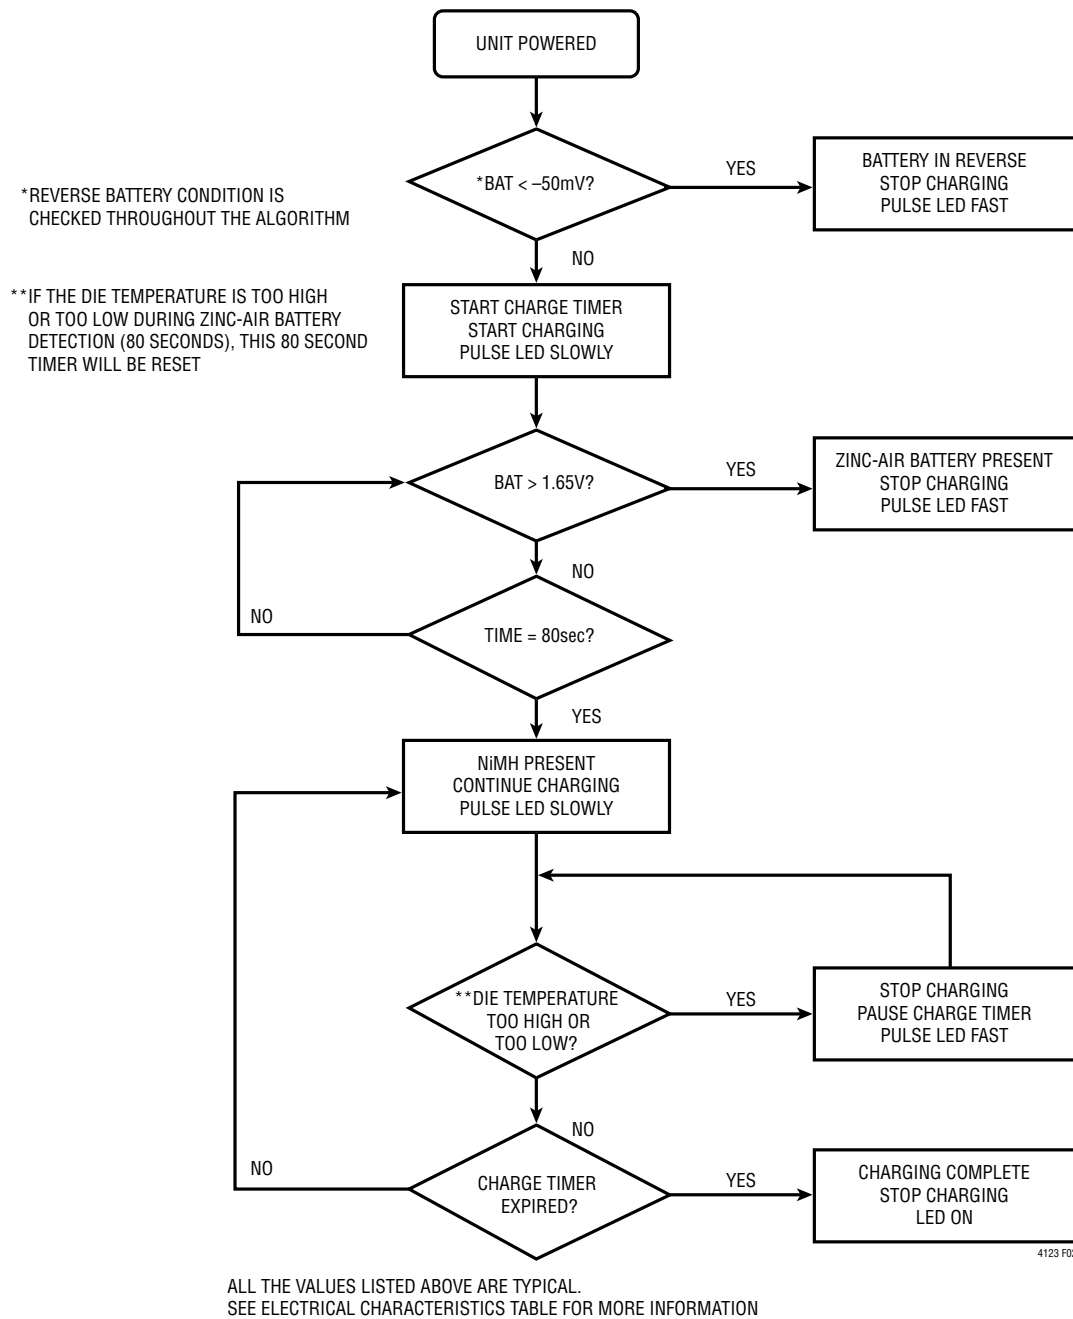 UNIT POWERED
*BAT < –50mV?
YES
BATTERY IN REVERSE
STOP CHARGING
PULSE LED FAST
*REVERSE BATTERY CONDITION IS
CHECKED THROUGHOUT THE ALGORITHM
NO
**IF THE DIE TEMPERATURE IS TOO HIGH
OR TOO LOW DURING ZINC-AIR BATTERY
DETECTION (80 SECONDS), THIS 80 SECOND
TIMER WILL BE RESET
START CHARGE TIMER
START CHARGING
PULSE LED SLOWLY
BAT > 1.65V?
YES
ZINC-AIR BATTERY PRESENT
STOP CHARGING
PULSE LED FAST
NO
NO
TIME = 80sec?
YES
NiMH PRESENT
CONTINUE CHARGING
PULSE LED SLOWLY
**DIE TEMPERATURE
TOO HIGH OR
TOO LOW?
YES
STOP CHARGING
PAUSE CHARGE TIMER
PULSE LED FAST
NO
NO
CHARGE TIMER
EXPIRED?
YES
CHARGING COMPLETE
STOP CHARGING
LED ON
4123 F02
ALL THE VALUES LISTED ABOVE ARE TYPICAL.
SEE ELECTRICAL CHARACTERISTICS TABLE FOR MORE INFORMATION